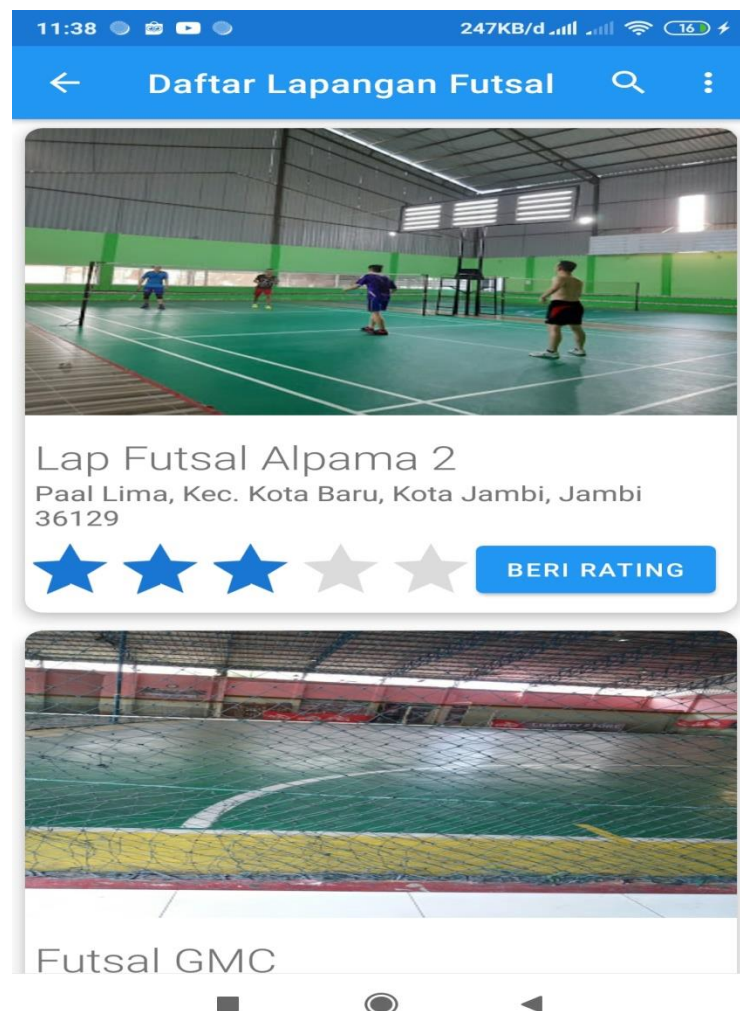 11:38 247KB/d 16
Daftar Lapangan Futsal
Lap Futsal Alpama 2
Paal Lima, Kec. Kota Baru, Kota Jambi, Jambi
36129
BERI RATING
Futsal GMC